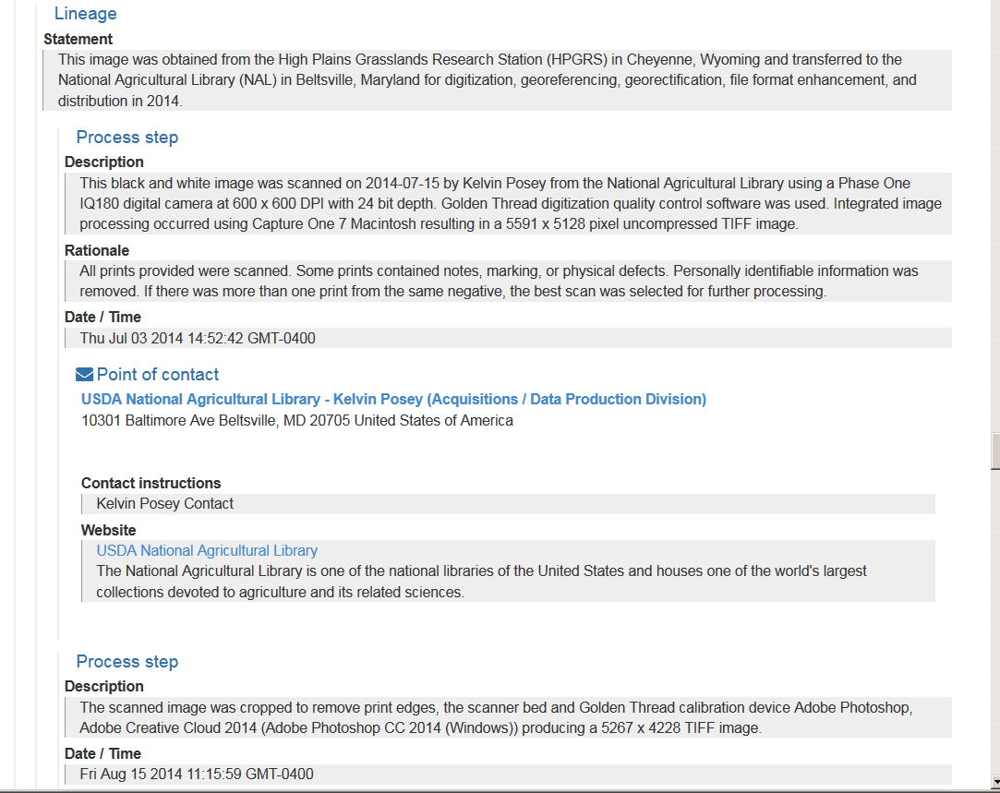 Lineage
Statement
This image was obtained from the High Plains Grasslands Research Station (HPGRS) in Cheyenne, Wyoming and transferred to the
National Agricultural Library (NAL) in Beltsville, Maryland for digitization, georeferencing, georectification, file format enhancement, and
distribution in 2014.
Process step
Description
This black and white image was scanned on 2014-07-15 by Kelvin Posey from the National Agricultural Library using a Phase One
IQ180 digital camera at 600 x 600 DPI with 24 bit depth. Golden Thread digitization quality control software was used. Integrated image
processing occurred using Capture One 7 Macintosh resulting in a 5591 x 5128 pixel uncompressed TIFF image.
Rationale
All prints provided were scanned. Some prints contained notes, marking, or physical defects. Personally identifiable information was
removed. If there was more than one print from the same negative, the best scan was selected for further processing.
Date / Time
Thu Jul 03 2014 14:52:42 GMT-0400
Point of contact
USDA National Agricultural Library - Kelvin Posey (Acquisitions / Data Production Division)
10301 Baltimore Ave Beltsville, MD 20705 United States of America
Contact instructions
Kelvin Posey Contact
Website
USDA National Agricultural Library
The National Agricultural Library is one of the national libraries of the United States and houses one of the world's largest
collections devoted to agriculture and its related sciences.
Process step
Description
The scanned image was cropped to remove print edges, the scanner bed and Golden Thread calibration device Adobe Photoshop,
Adobe Creative Cloud 2014 (Adobe Photoshop CC 2014 (Windows)) producing a 5267 x 4228 TIFF image.
Date / Time
Fri Aug 15 2014 11:15:59 GMT-0400